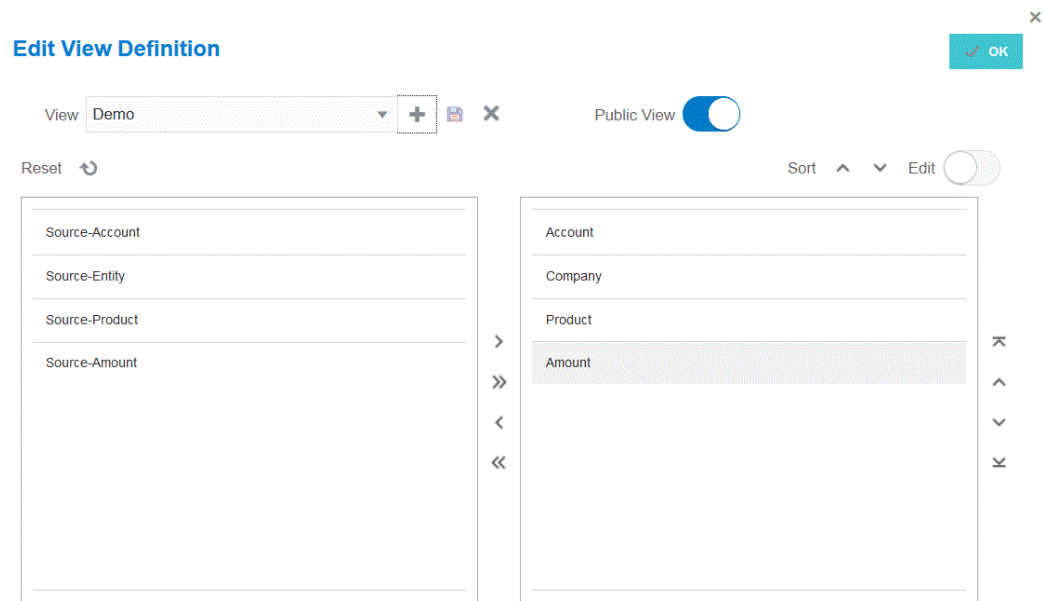 Edit View Definition
OK
View Demo Public View
Reset Sort Edit
Source-Account
Source-Entity
Source-Product
Source-Amount
Account
Company
Product
Amount